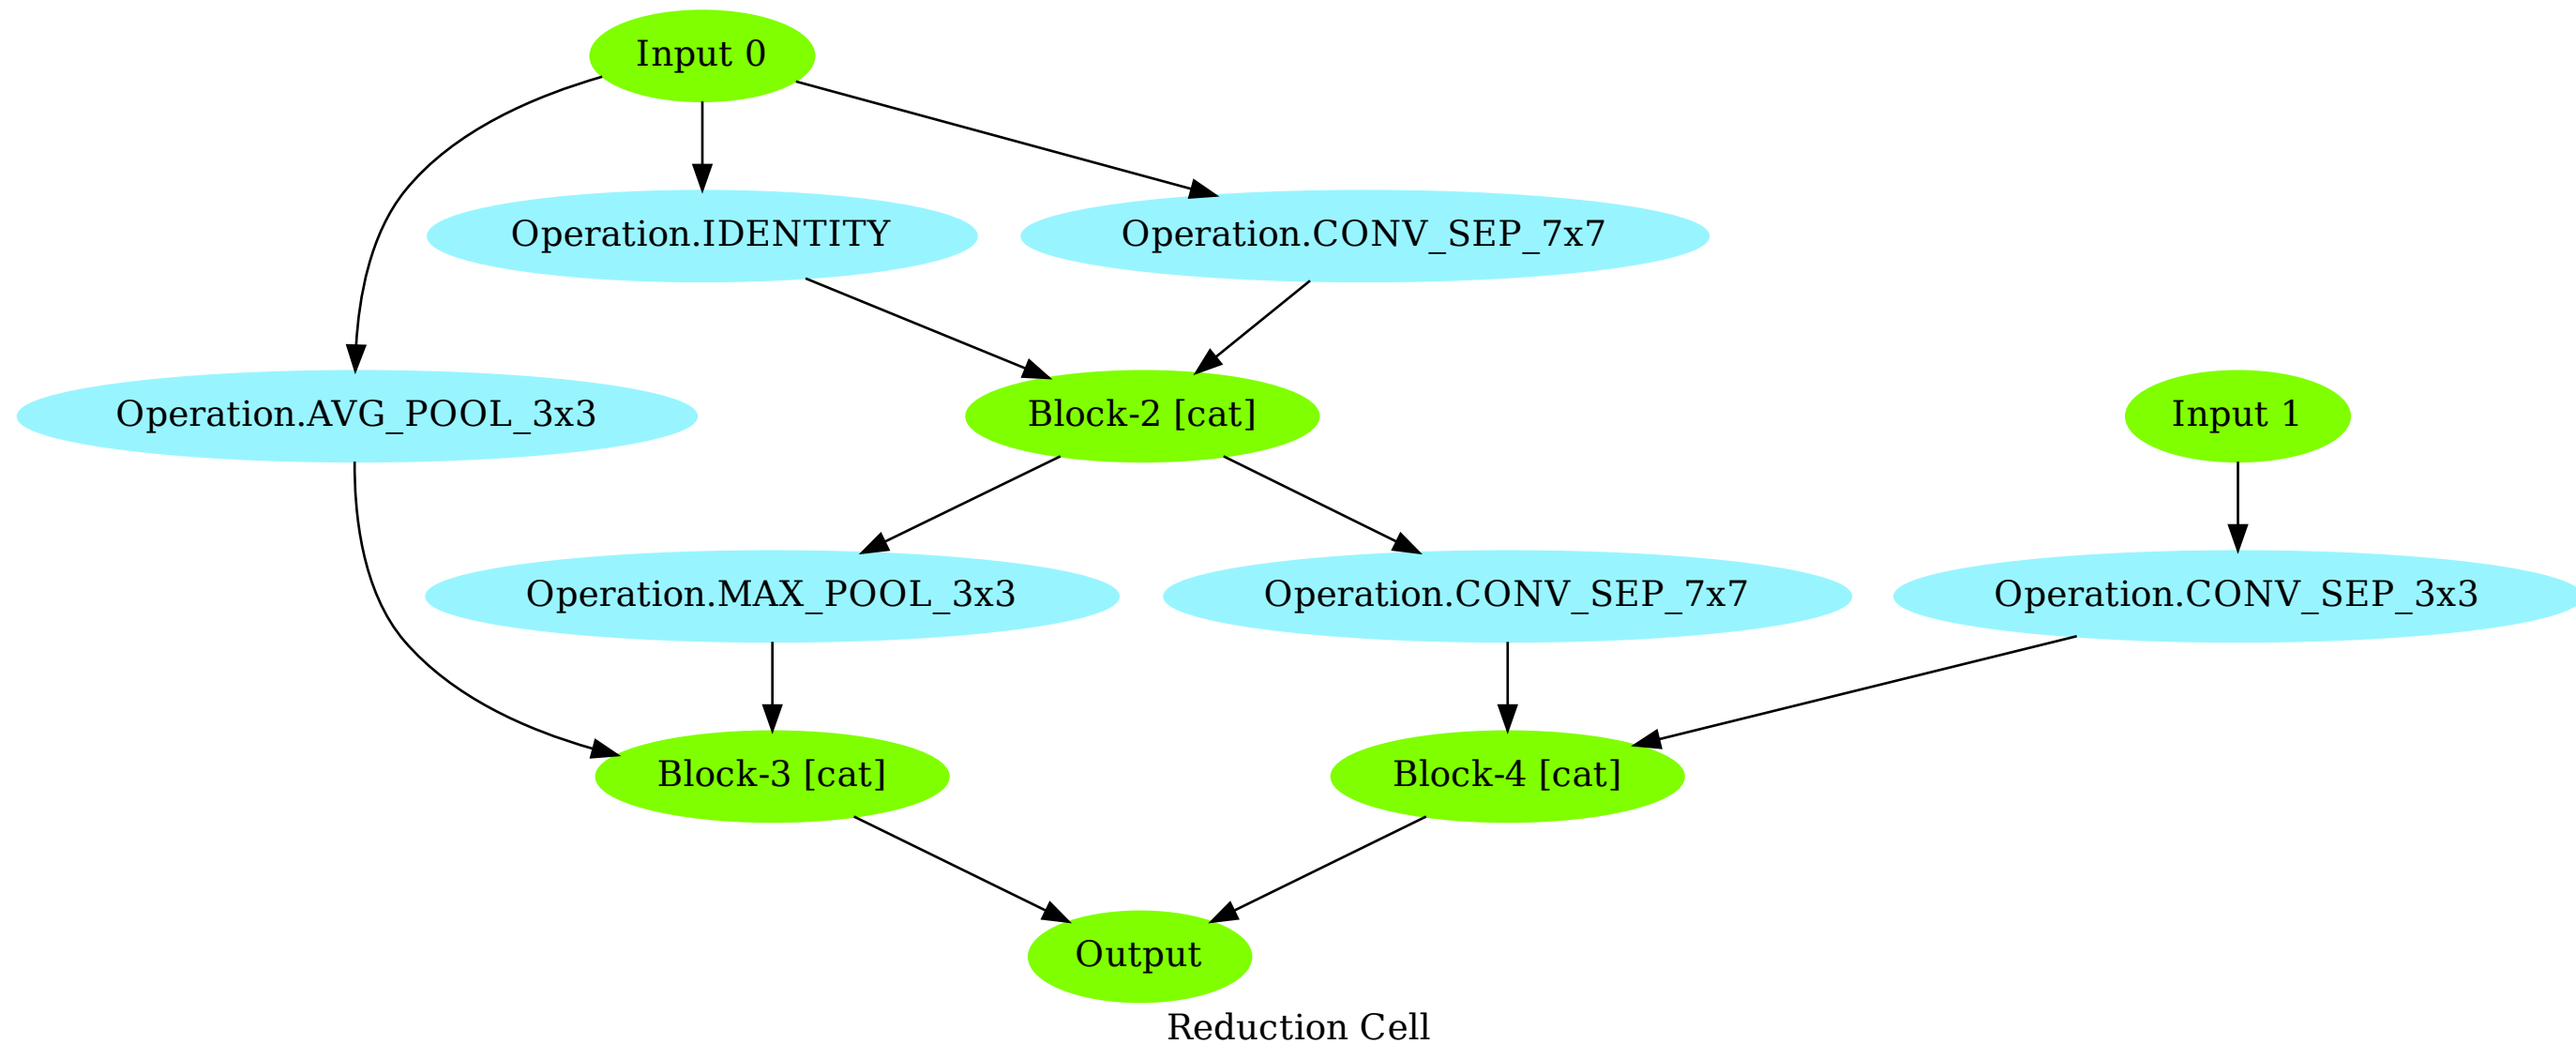 Input 0
Operation.IDENTITY
Operation.CONV_SEP_7x7
Operation.AVG_POOL_3x3
Block-2 [cat]
Input 1
Operation.MAX_POOL_3x3
Operation.CONV_SEP_7x7
Operation.CONV_SEP_3x3
Block-3 [cat]
Block-4 [cat]
Output
Reduction Cell